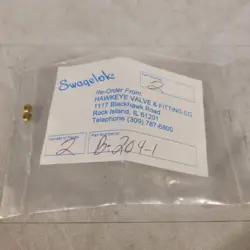 Swagelok
2
Re-Order From:
HAWKEYE VALVE & FITTING CO
1117 Blackhawk Road
Rock Island, IL 61201
Telephone (309) 787-6800
2
B-204-1